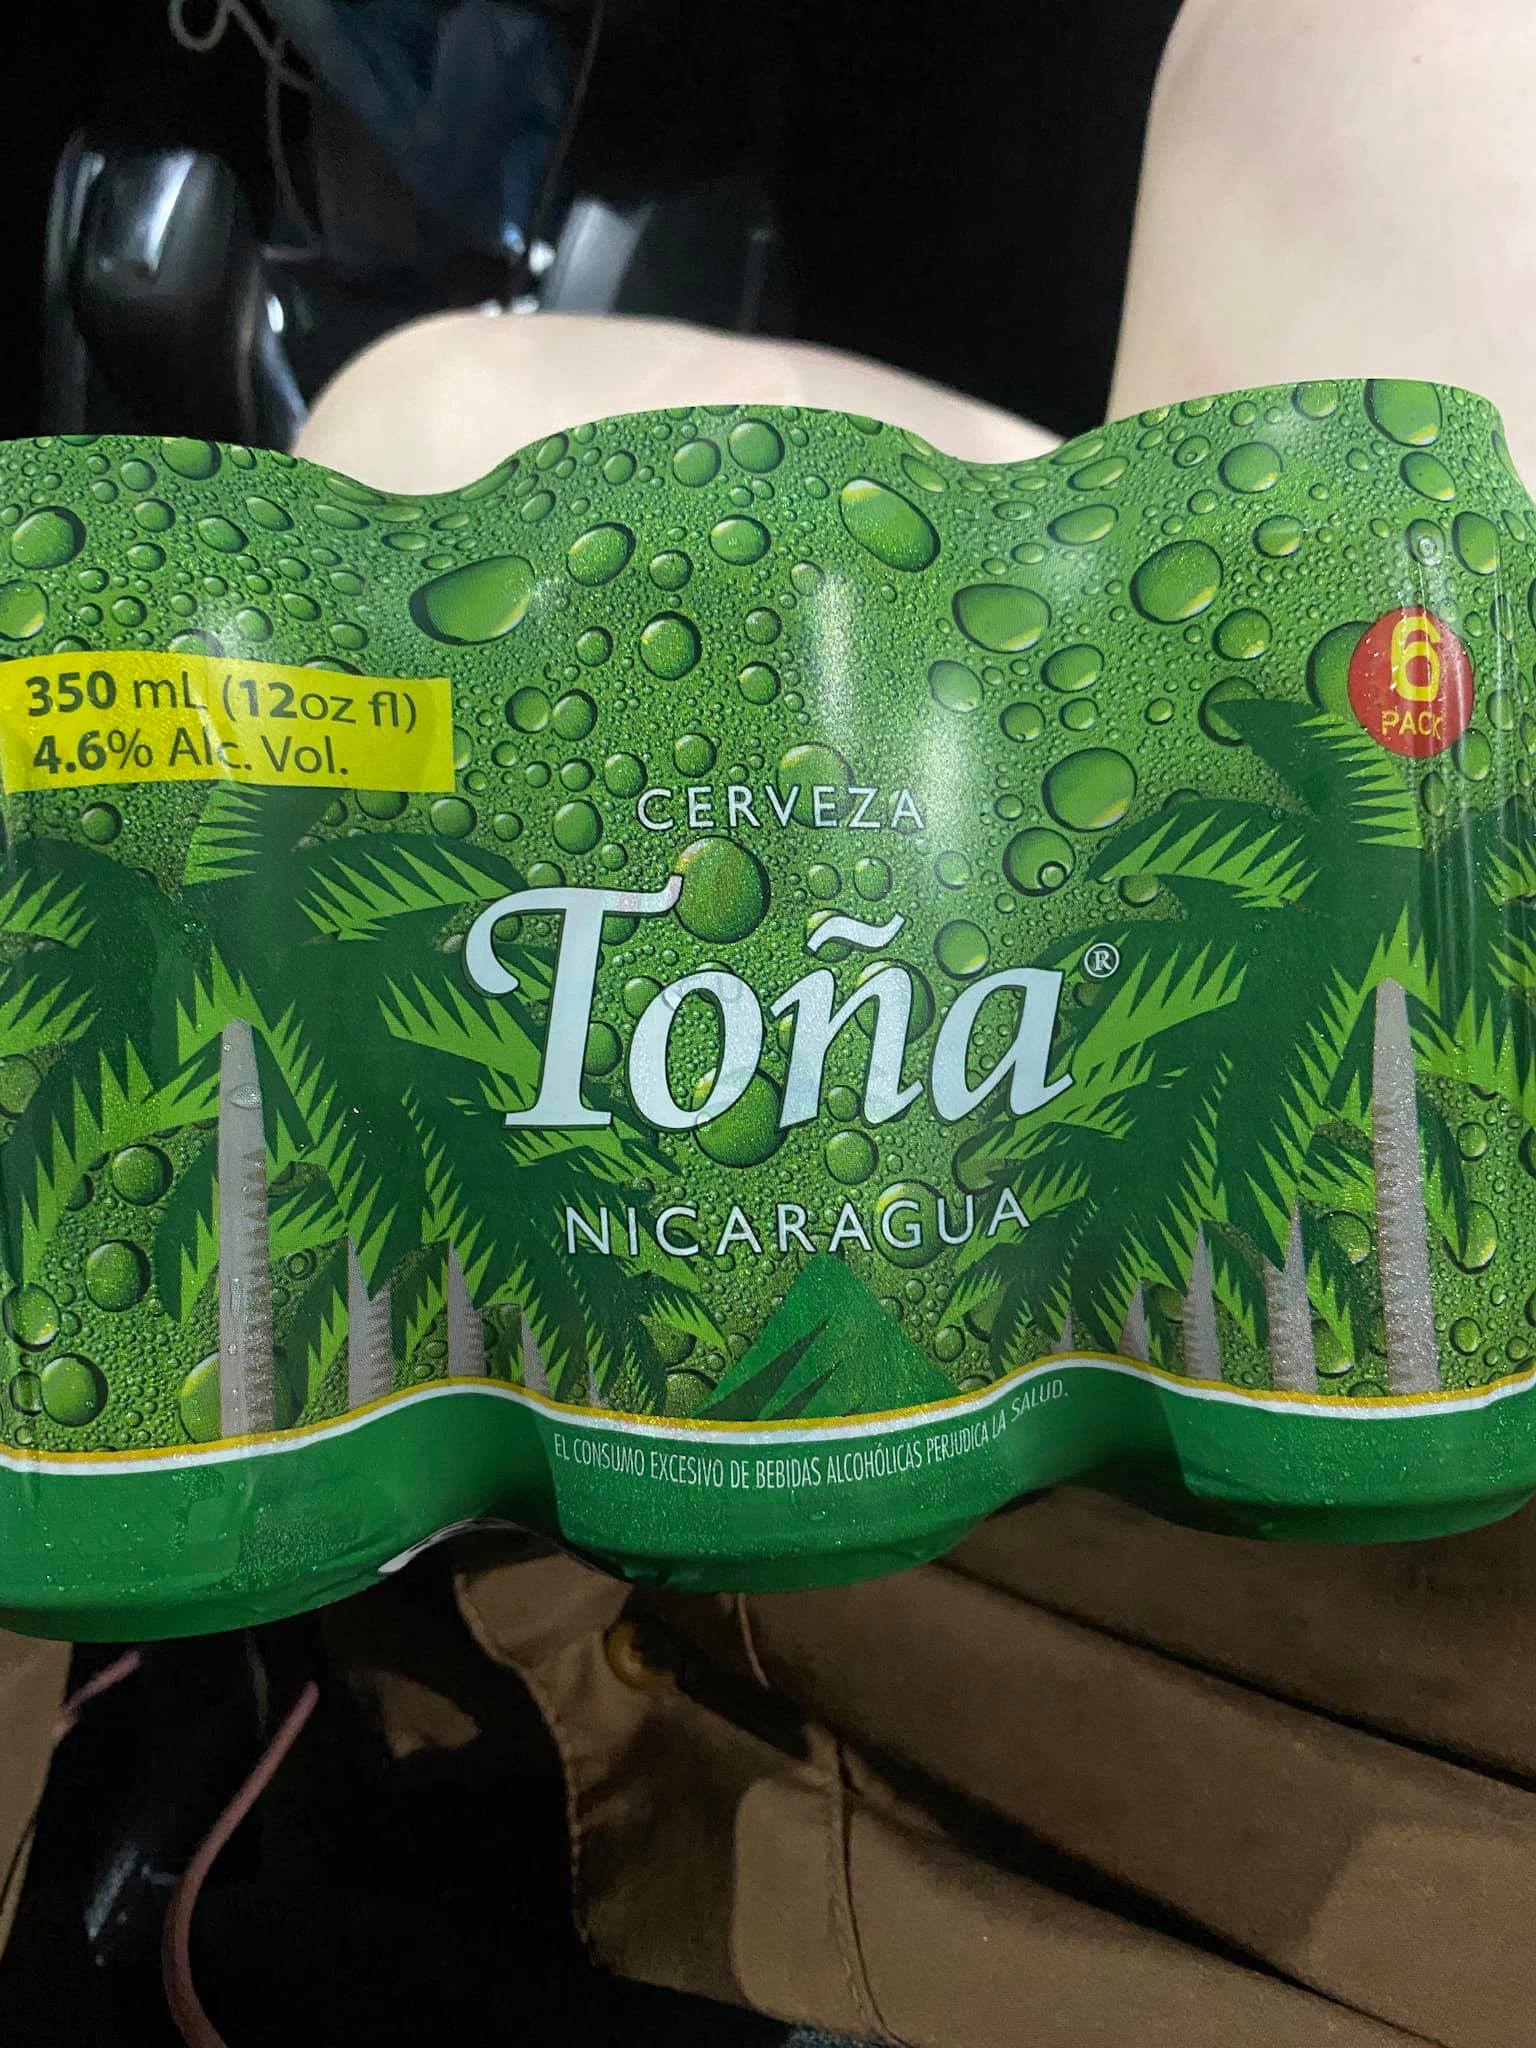 350 mL (12oz fl)
4.6% Alc. Vol.
6
PACK
CERVEZA
Toña®
NICARAGUA
EL CONSUMO EXCESIVO DE BEBIDAS ALCOHÓLICAS PERJUDICA LA SALUD.